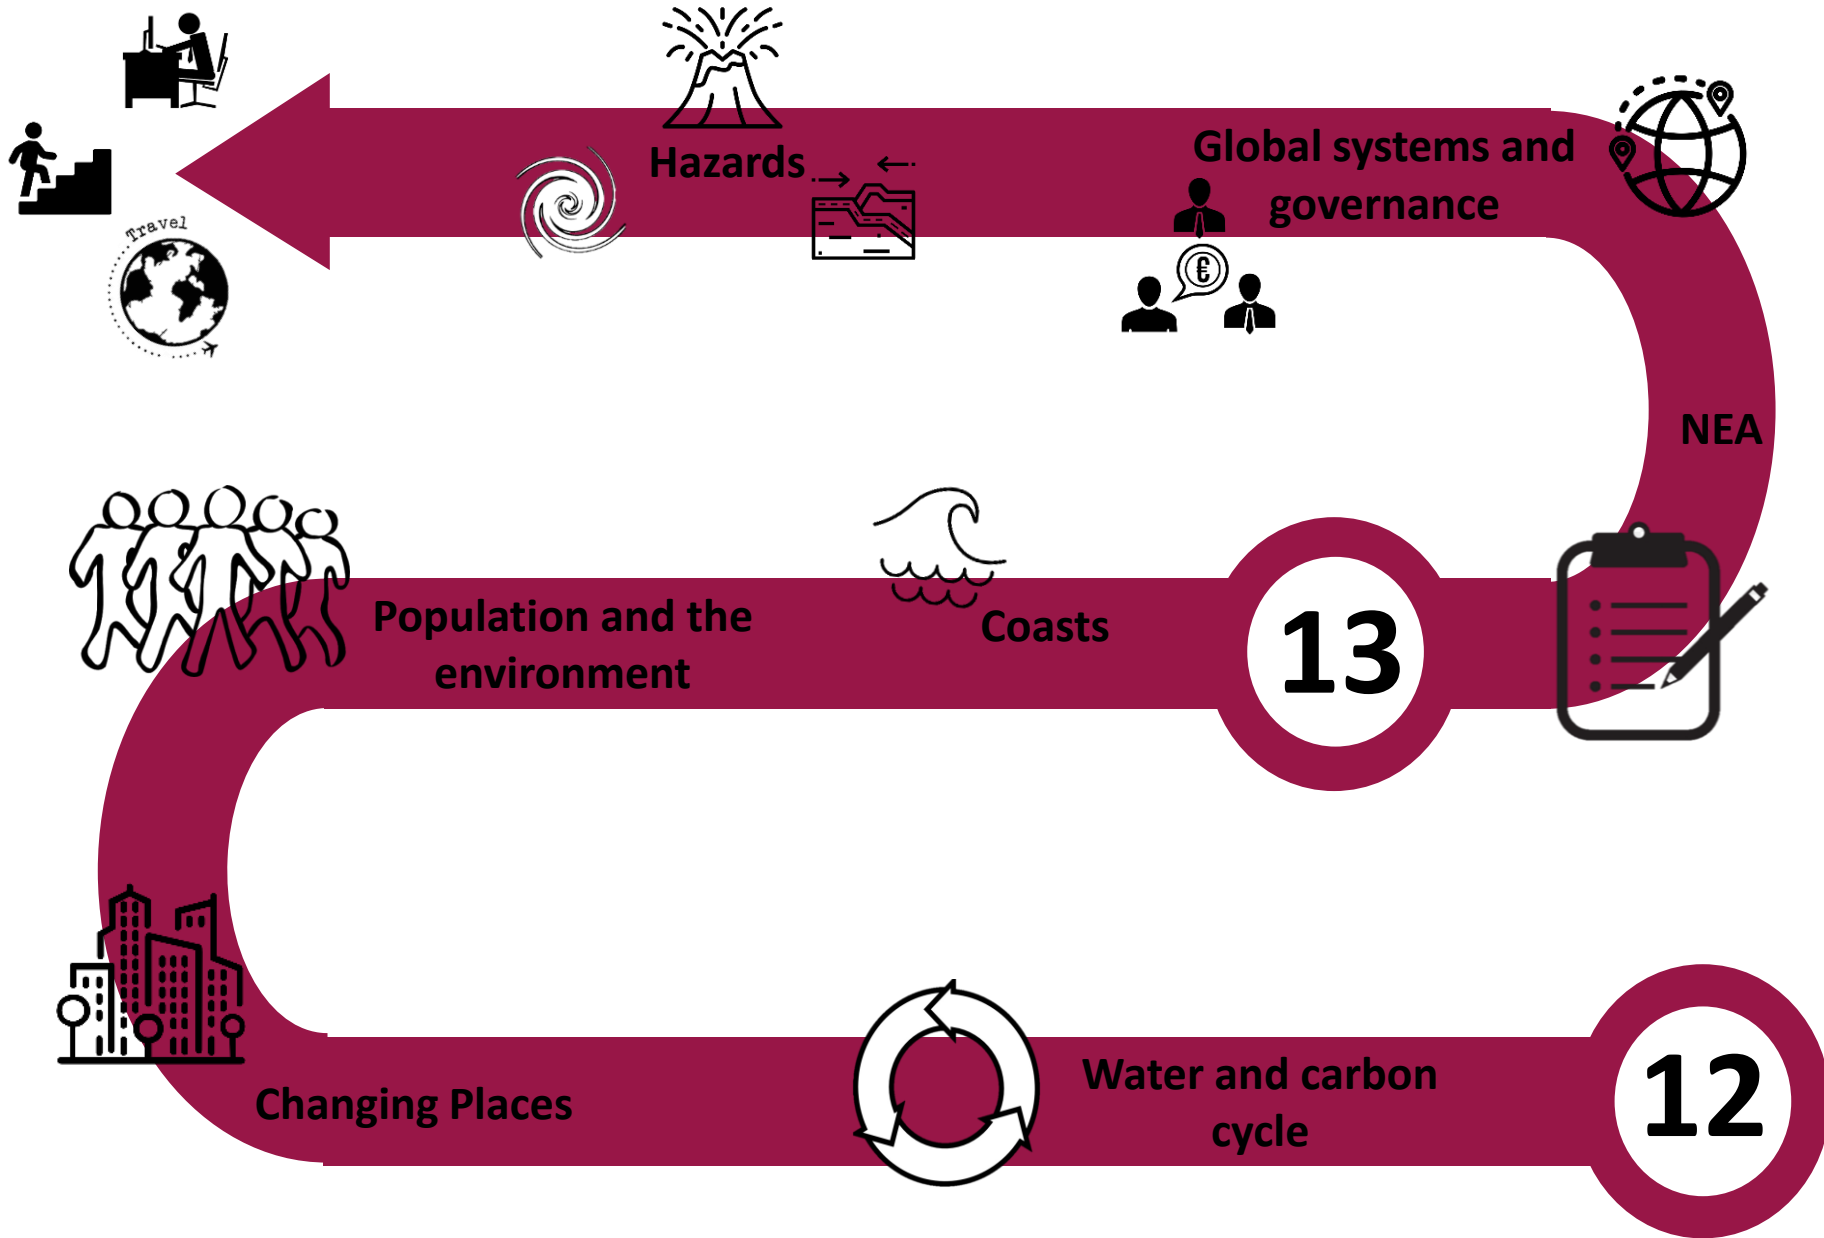 Travel
Hazards
Global systems and
governance
€
NEA
Population and the
environment
Coasts
13
Changing Places
Water and carbon
cycle
12